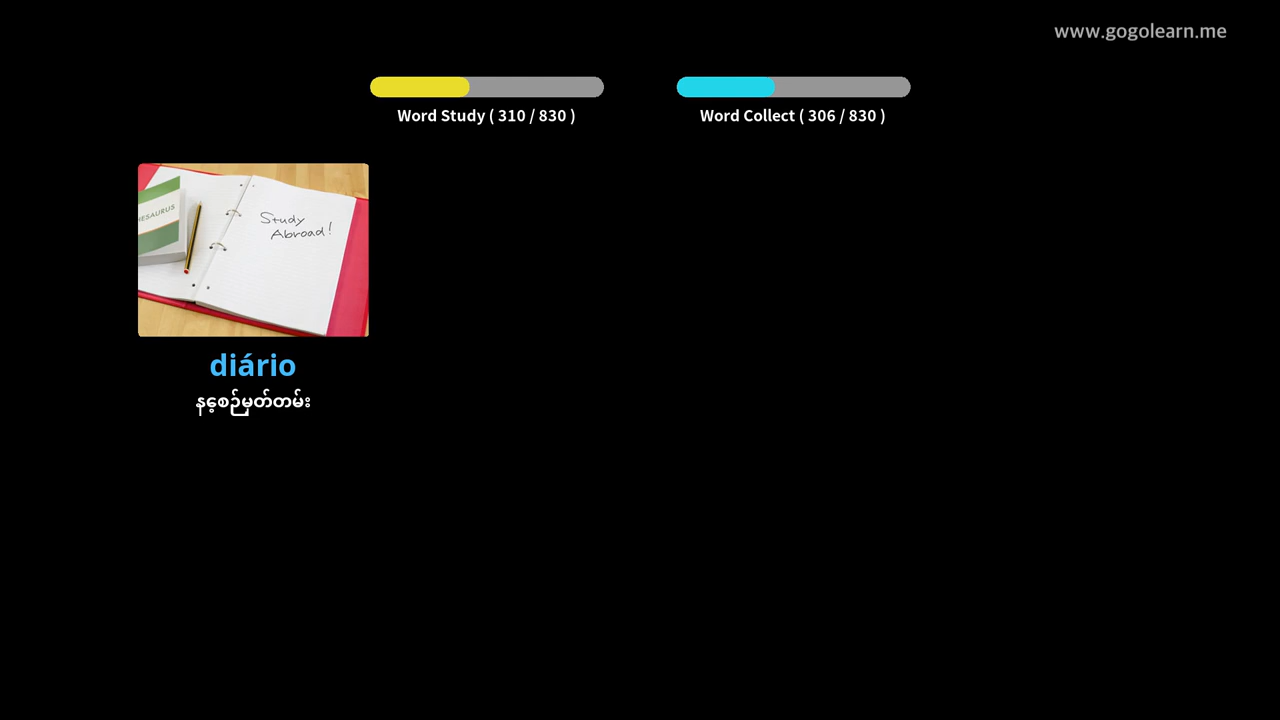 www.gogolearn.me
Word Study ( 310 / 830 )
Word Collect ( 306 / 830 )
HESAURUS
Study
Abroad!
diário
နေ့စဉ်မှတ်တမ်း